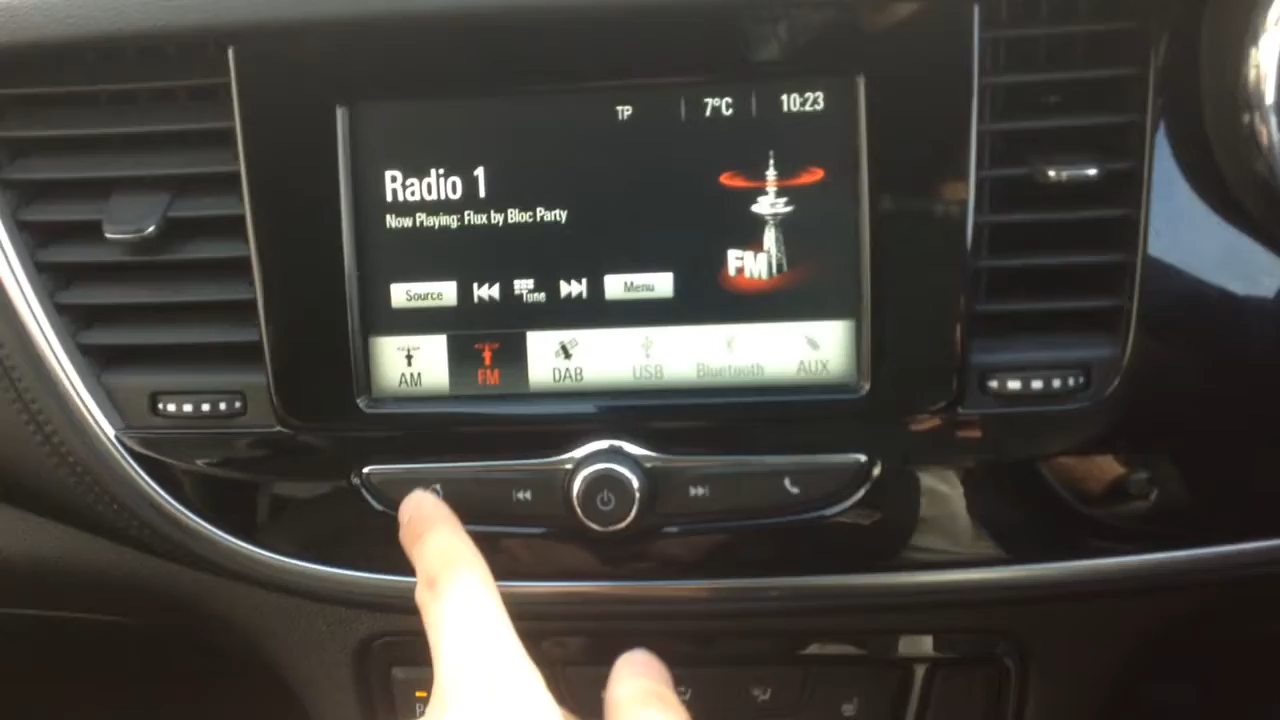 TP 7°C 10:23
Radio 1
Now Playing: Flux by Bloc Party
FM
Source Tune Menu
AM FM DAB USB Bluetooth AUX